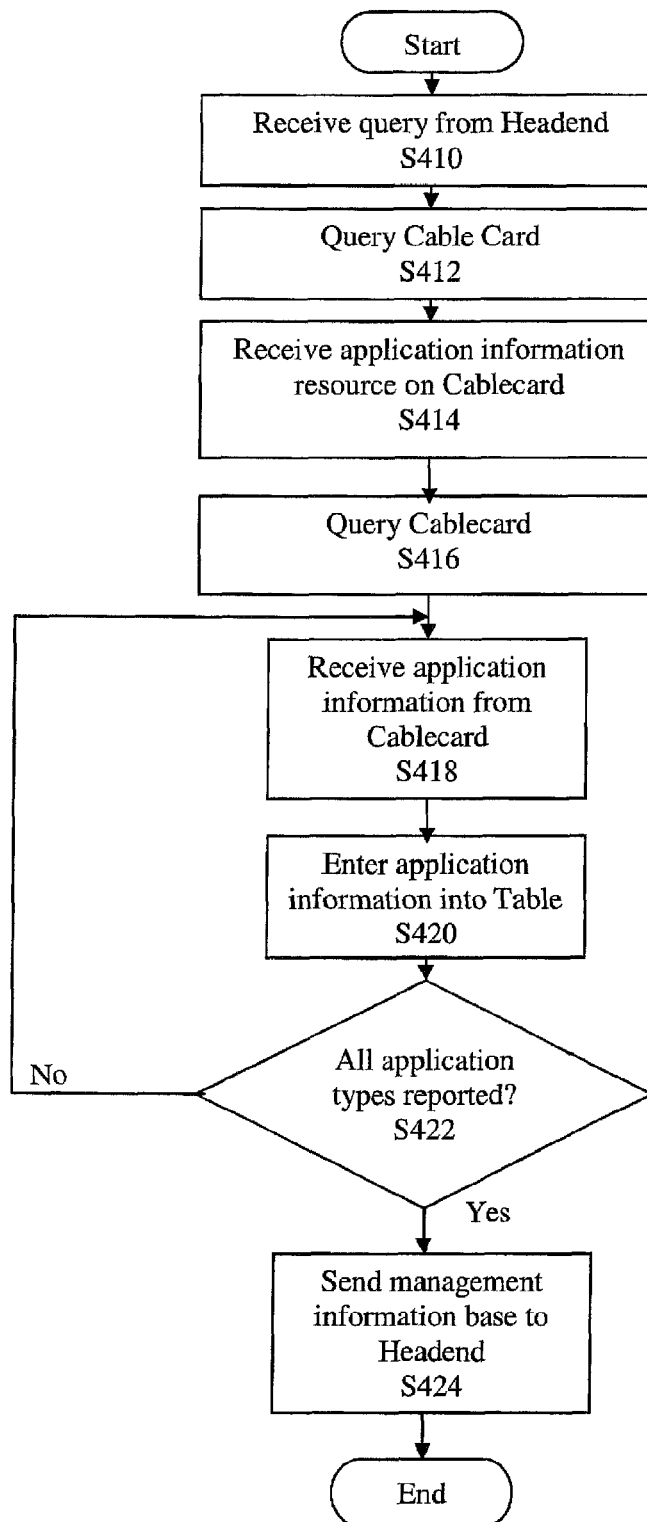 Start
Receive query from Headend
S410
Query Cable Card
S412
Receive application information
resource on Cablecard
S414
Query Cablecard
S416
Receive application
information from
Cablecard
S418
Enter application
information into Table
S420
All application
types reported?
S422
No
Yes
Send management
information base to
Headend
S424
End